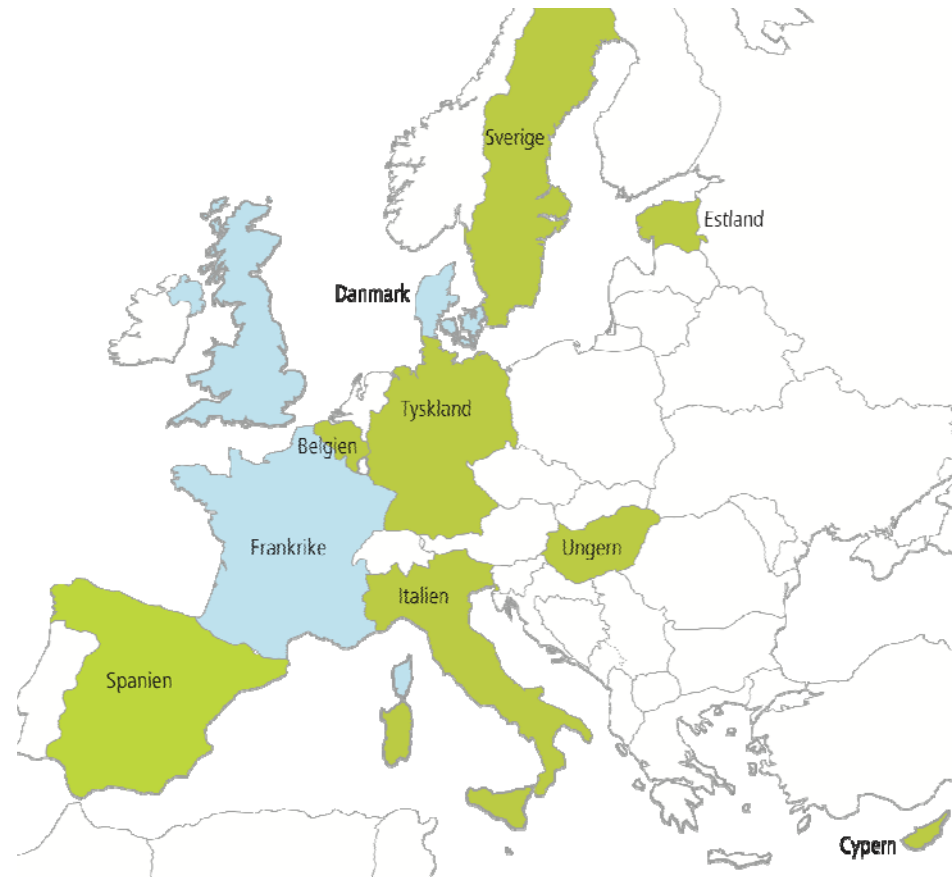 Sverige
Estland
Danmark
Tyskland
Belgien
Frankrike
Ungern
Italien
Spanien
Cypern